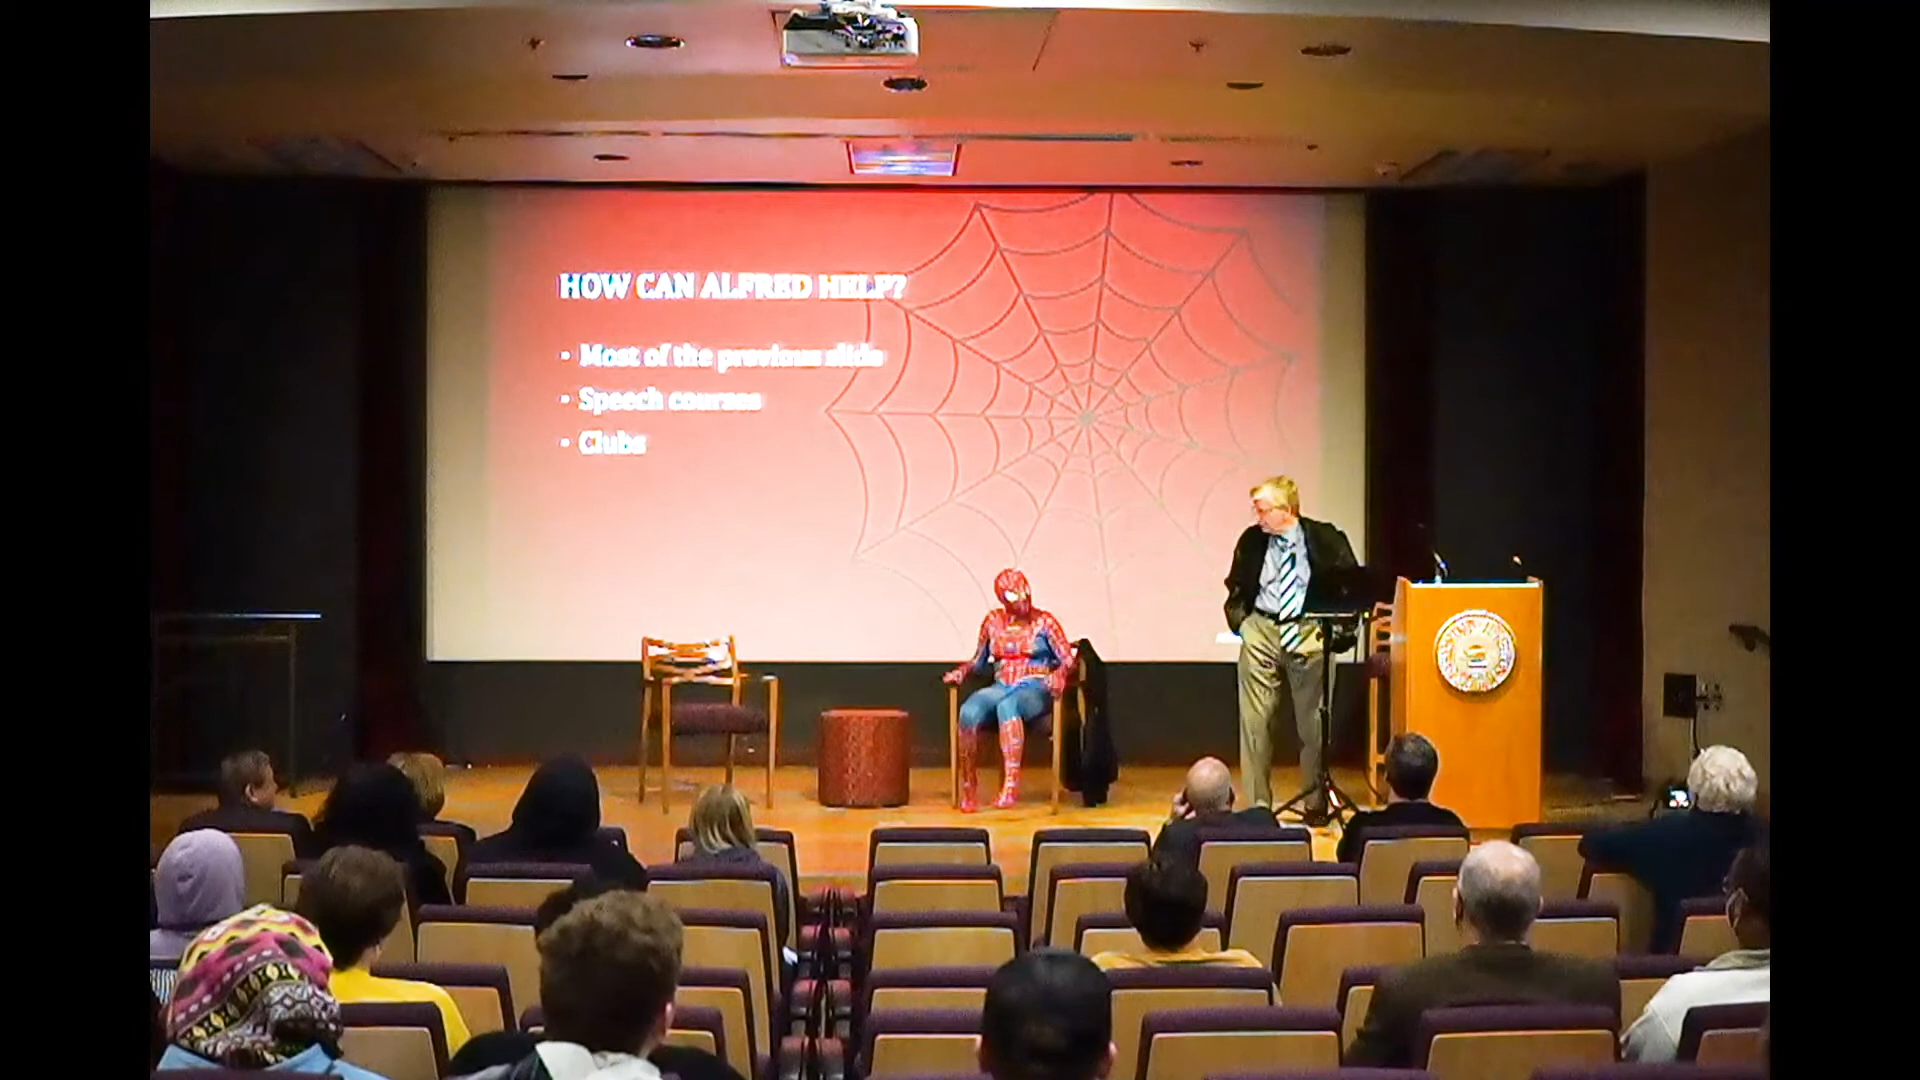 HOW CAN ALFRED HELP?
• Most of the previous slide
• Speech courses
• Clubs